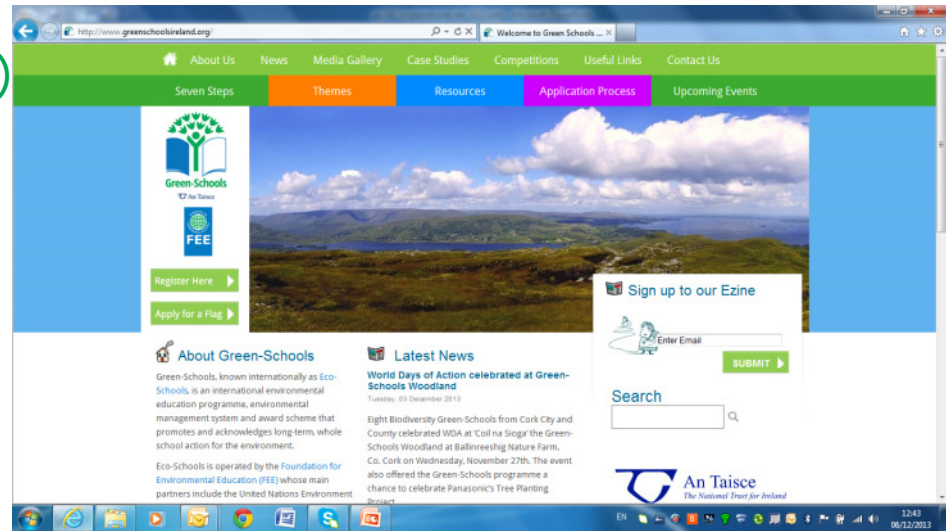 http://www.greenschoolsireland.org/
Welcome to Green Schools ...
About Us News Media Gallery Case Studies Competitions Useful Links Contact Us
Seven Steps Themes Resources Application Process Upcoming Events
Green-Schools
An Taisce
FEE
Register Here
Apply for a Flag
Sign up to our Ezine
Enter Email
SUBMIT
About Green-Schools
Green-Schools, known internationally as Eco-
Schools, is an international environmental
education programme, environmental
management system and award scheme that
promotes and acknowledges long-term, whole
school action for the environment.
Eco-Schools is operated by the Foundation for
Environmental Education (FEE) whose main
partners include the United Nations Environment
Latest News
World Days of Action celebrated at Green-
Schools Woodland
Tuesday, 03 December 2013
Eight Biodiversity Green-Schools from Cork City and
County celebrated WDA at 'Coil na Sioga' the Green-
Schools Woodland at Ballinreeshig Nature Farm,
Co. Cork on Wednesday, November 27th. The event
also offered the Green-Schools programme a
chance to celebrate Panasonic's Tree Planting
Project
Search
An Taisce
The National Trust for Ireland
EN
12:43
06/12/2013